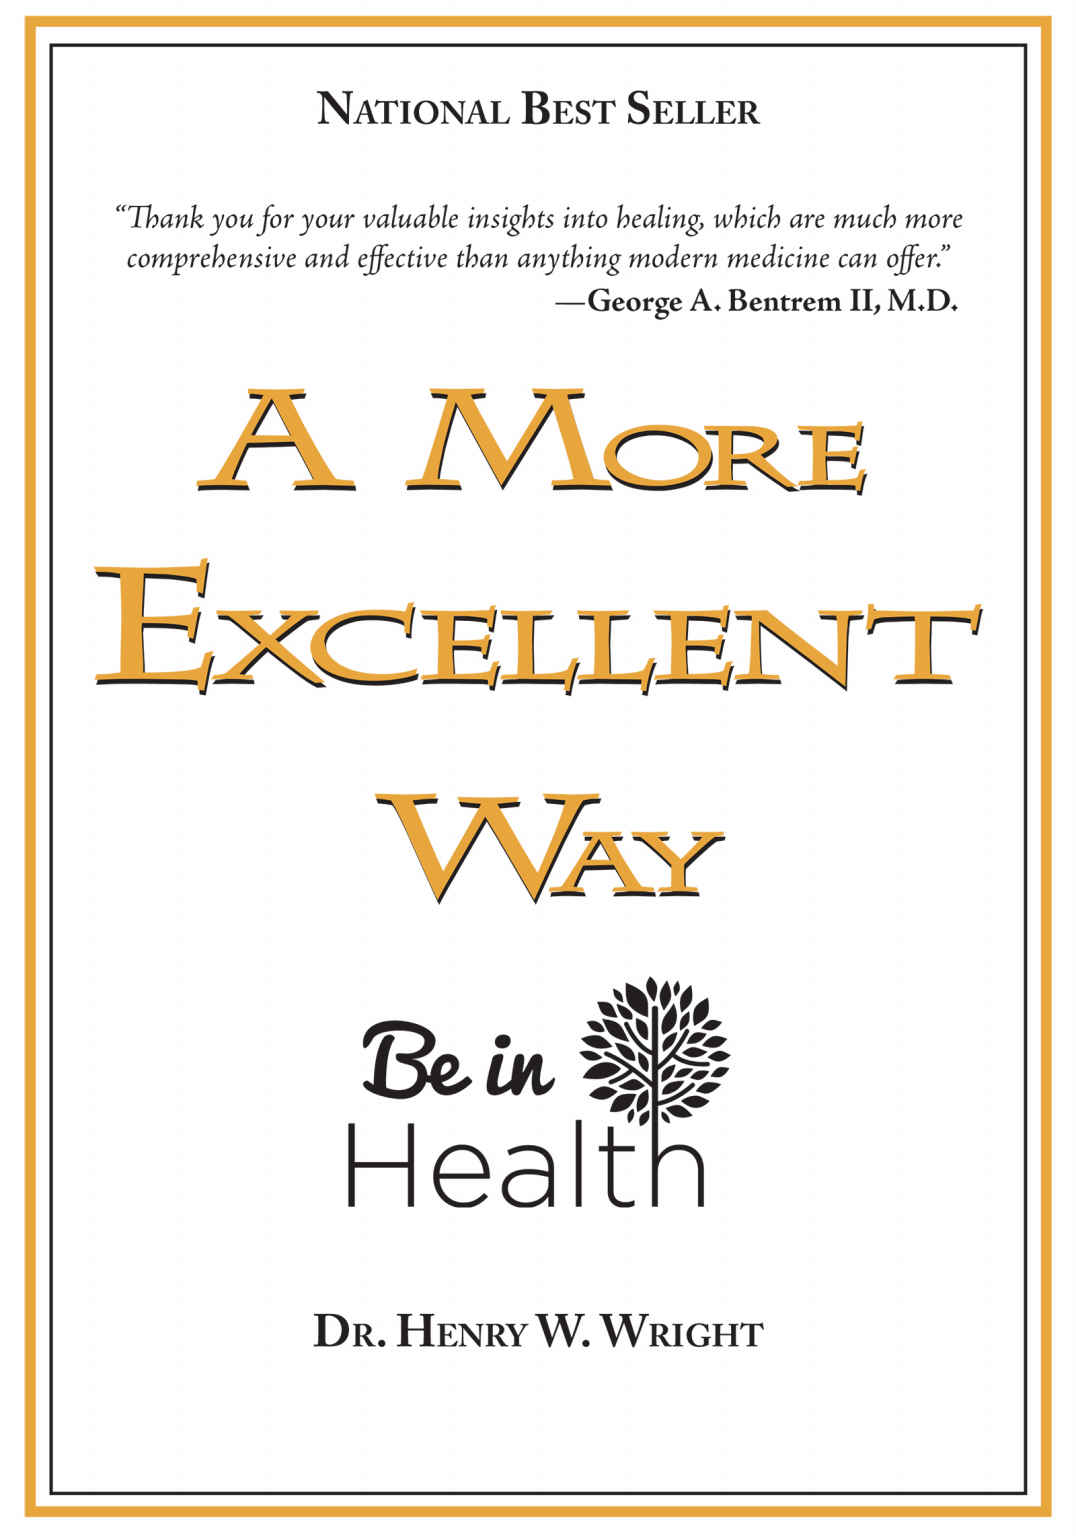 National Best Seller
“Thank you for your valuable insights into healing, which are much more
comprehensive and effective than anything modern medicine can offer.”
—George A. Bentrem II, M.D.
A More
Excellent
Way
Be in
Health
Dr. Henry W. Wright